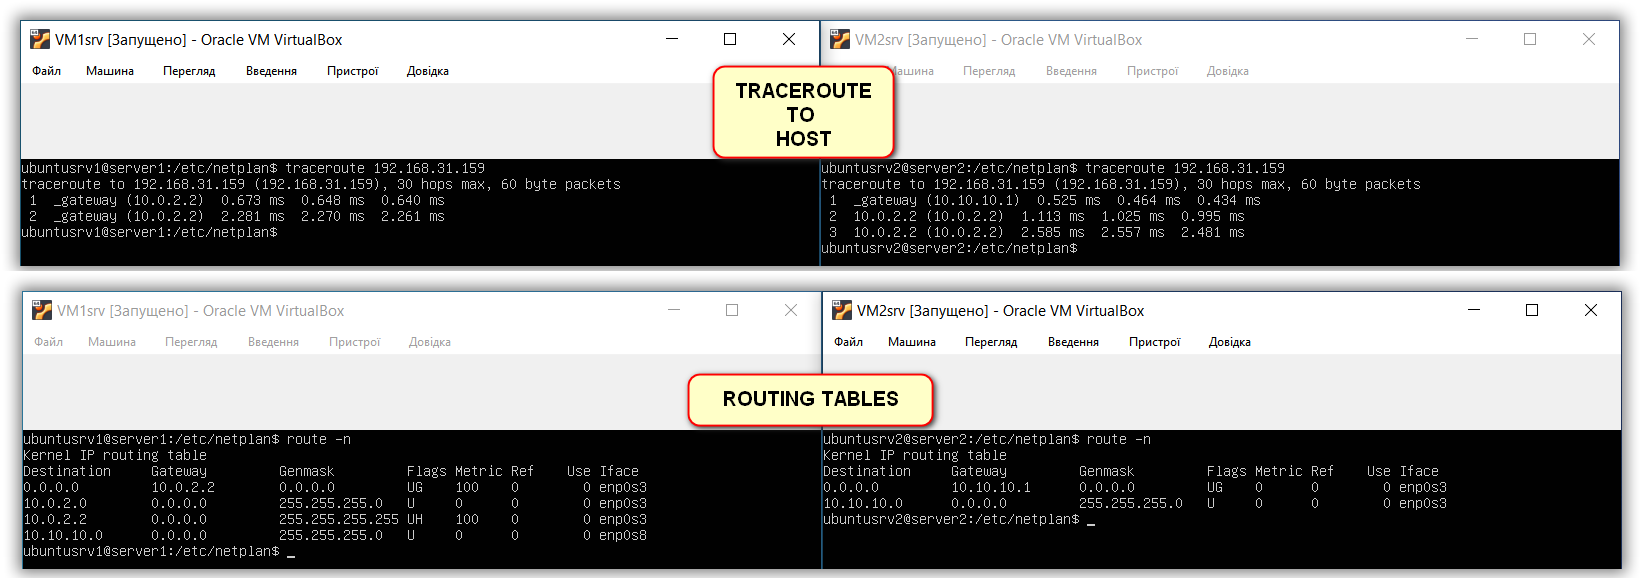 VM1srv [Запущено] - Oracle VM VirtualBox
Файл Машина Перегляд Введення Пристрої Довідка
VM2srv [Запущено] - Oracle VM VirtualBox
Машина Перегляд Введення Пристрої Довідка
TRACEROUTE
TO
HOST
ubuntusrv1@server1:/etc/netplan$ traceroute 192.168.31.159
traceroute to 192.168.31.159 (192.168.31.159), 30 hops max, 60 byte packets
1 _gateway (10.0.2.2) 0.673 ms 0.648 ms 0.640 ms
2 _gateway (10.0.2.2) 2.281 ms 2.270 ms 2.261 ms
ubuntusrv1@server1:/etc/netplan$
ubuntusrv2@server2:/etc/netplan$ traceroute 192.168.31.159
traceroute to 192.168.31.159 (192.168.31.159), 30 hops max, 60 byte packets
1 _gateway (10.10.10.1) 0.525 ms 0.464 ms 0.434 ms
2 10.0.2.2 (10.0.2.2) 1.113 ms 1.025 ms 0.995 ms
3 10.0.2.2 (10.0.2.2) 2.585 ms 2.557 ms 2.481 ms
ubuntusrv2@server2:/etc/netplan$
VM1srv [Запущено] - Oracle VM VirtualBox
Файл Машина Перегляд Введення Пристрої Довідка
VM2srv [Запущено] - Oracle VM VirtualBox
Файл Машина Перегляд Введення Пристрої Довідка
ROUTING TABLES
ubuntusrv1@server1:/etc/netplan$ route -n
Kernel IP routing table
Destination Gateway Genmask Flags Metric Ref Use Iface
0.0.0.0 10.0.2.2 0.0.0.0 UG 100 0 0 enp0s3
10.0.2.0 0.0.0.0 255.255.255.0 U 0 0 0 enp0s3
10.0.2.2 0.0.0.0 255.255.255.255 UH 100 0 0 enp0s3
10.10.10.0 0.0.0.0 255.255.255.0 U 0 0 0 enp0s8
ubuntusrv1@server1:/etc/netplan$ _
ubuntusrv2@server2:/etc/netplan$ route -n
Kernel IP routing table
Destination Gateway Genmask Flags Metric Ref Use Iface
0.0.0.0 10.10.10.1 0.0.0.0 UG 0 0 0 enp0s3
10.10.10.0 0.0.0.0 255.255.255.0 U 0 0 0 enp0s3
ubuntusrv2@server2:/etc/netplan$ _